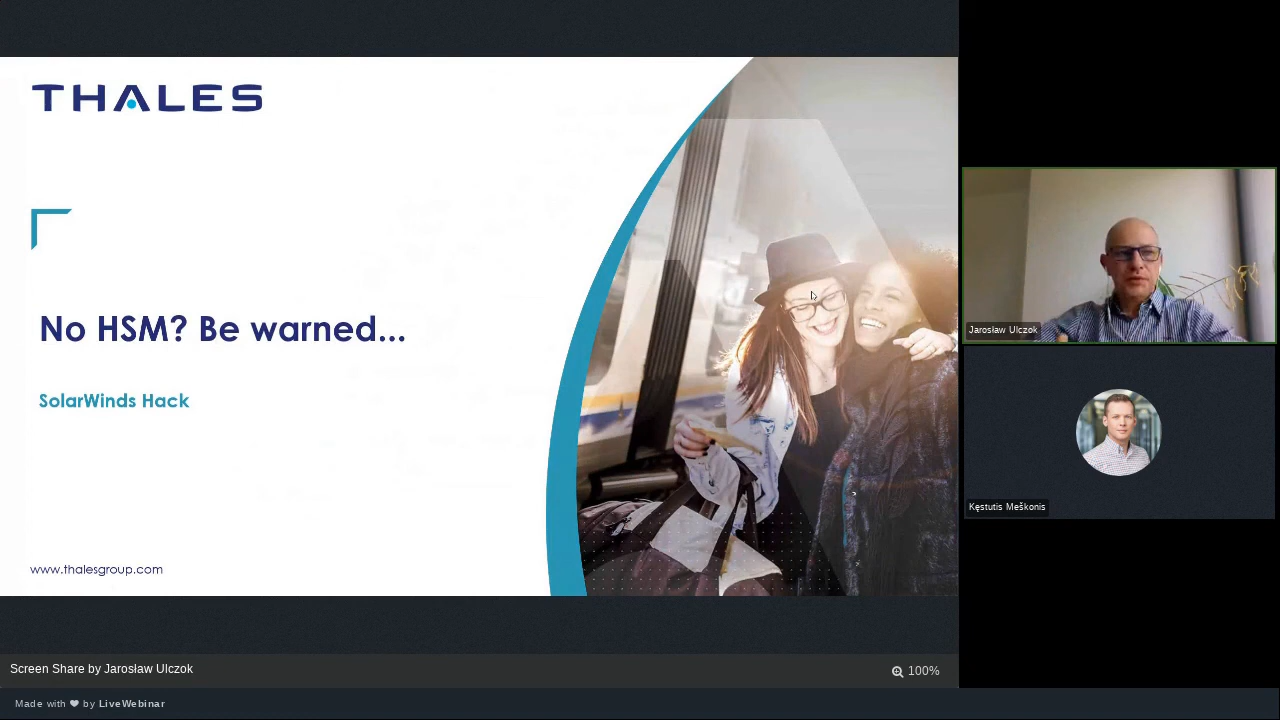 THALES
No HSM? Be warned...
SolarWinds Hack
www.thalesgroup.com
Jarosław Ulczok
Kęstutis Meškonis
Screen Share by Jarosław Ulczok
100%
Made with ❤ by LiveWebinar